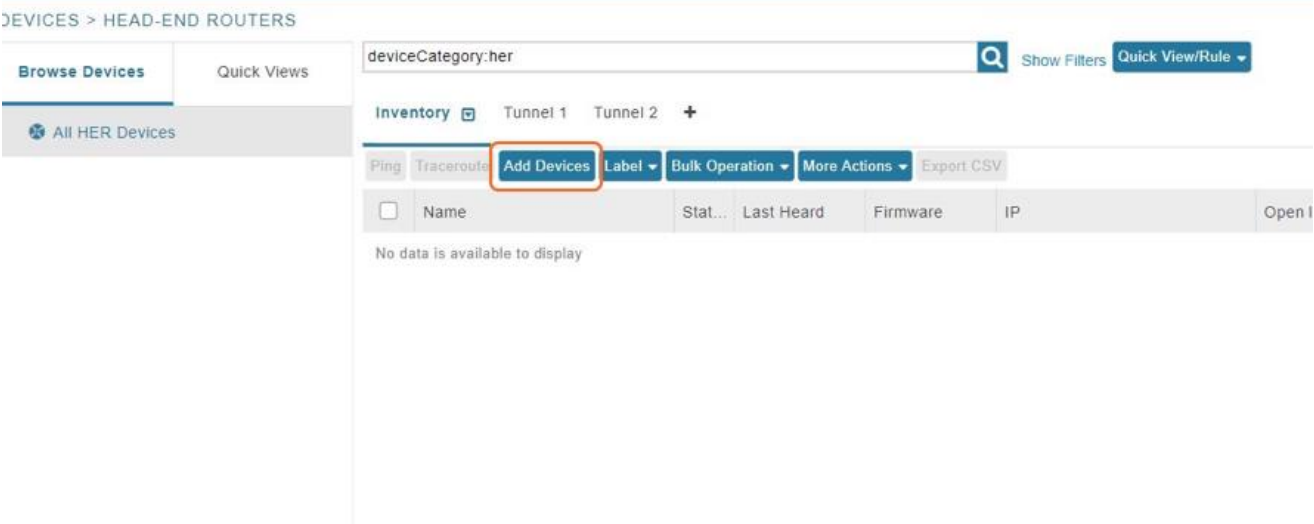 DEVICES > HEAD-END ROUTERS
Browse Devices
Quick Views
All HER Devices
deviceCategory:her
Show Filters
Quick View/Rule
Inventory
Tunnel 1
Tunnel 2
+
Ping
Traceroute
Add Devices
Label
Bulk Operation
More Actions
Export CSV
Name
Stat...
Last Heard
Firmware
IP
Open
No data is available to display